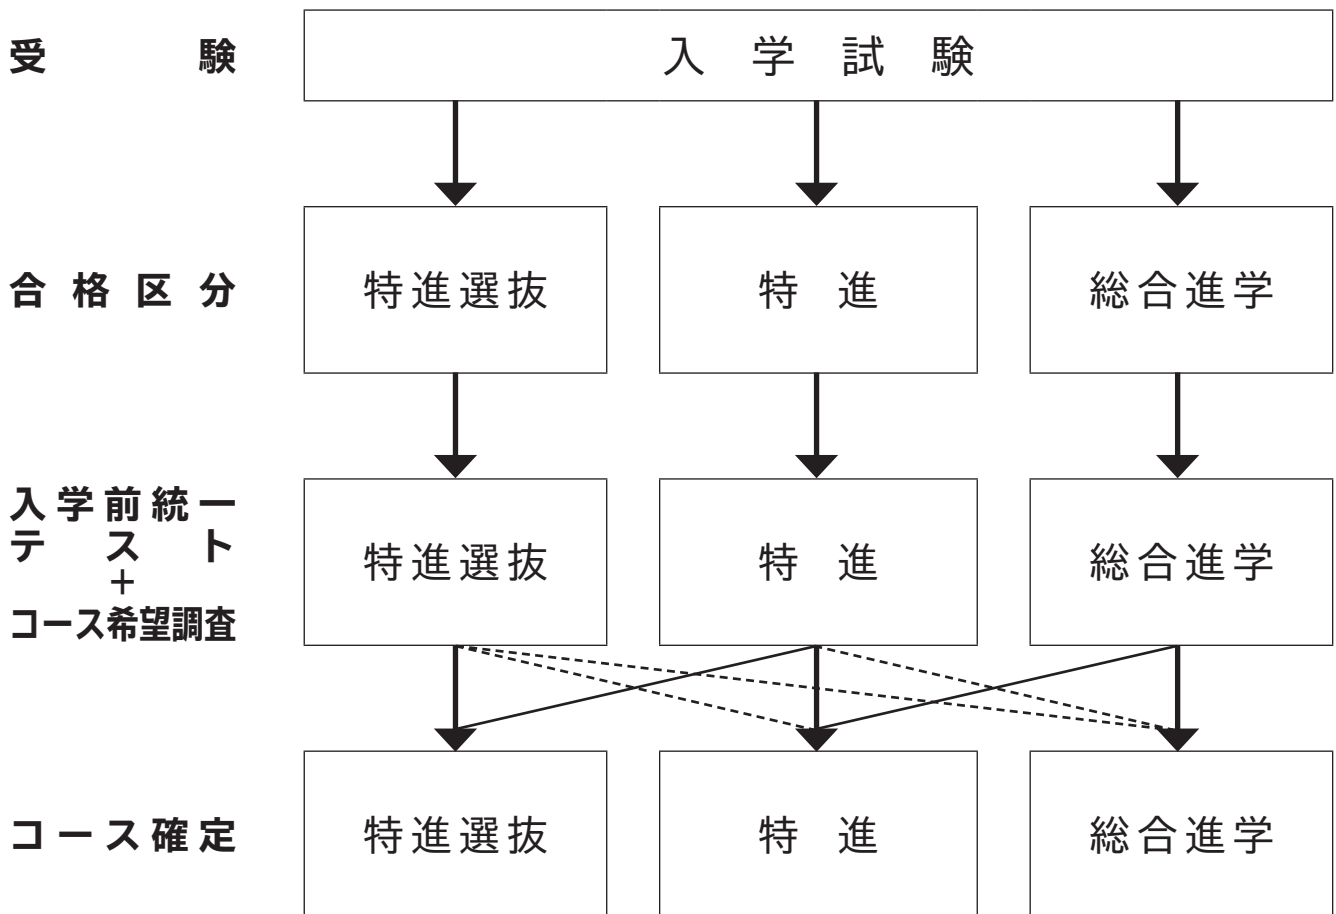 受験
入学試験
合格区分
特進選抜
特進
総合進学
入学前統一
テスト
＋
コース希望調査
特進選抜
特進
総合進学
コース確定
特進選抜
特進
総合進学